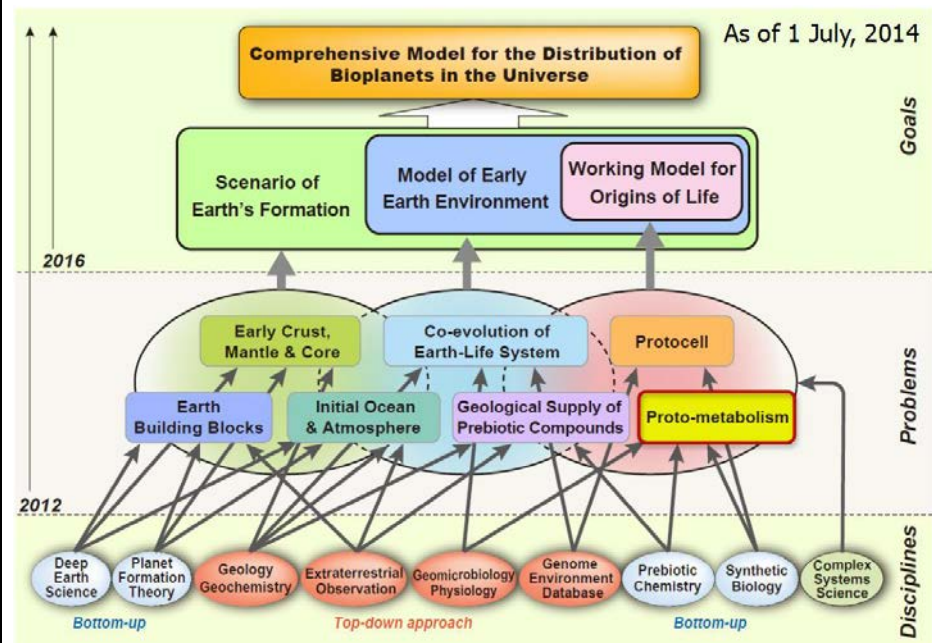 As of 1 July, 2014
Comprehensive Model for the Distribution of
Bioplanets in the Universe
Goals
Scenario of
Earth's Formation
Model of Early
Earth Environment
Working Model for
Origins of Life
2016
Early Crust,
Mantle & Core
Co-evolution of
Earth-Life System
Protocell
Problems
Earth
Building Blocks
Initial Ocean
& Atmosphere
Geological Supply of
Prebiotic Compounds
Proto-metabolism
2012
Deep
Earth
Science
Planet
Formation
Theory
Geology
Geochemistry
Extraterrestrial
Observation
Geomicrobiology
Physiology
Genome
Environment
Database
Prebiotic
Chemistry
Synthetic
Biology
Complex
Systems
Science
Disciplines
Bottom-up
Top-down approach
Bottom-up